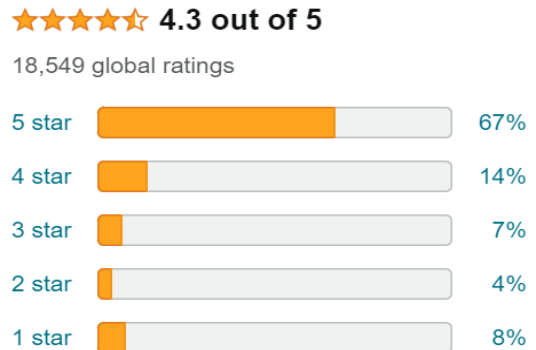 4.3 out of 5
18,549 global ratings
5 star 67%
4 star 14%
3 star 7%
2 star 4%
1 star 8%